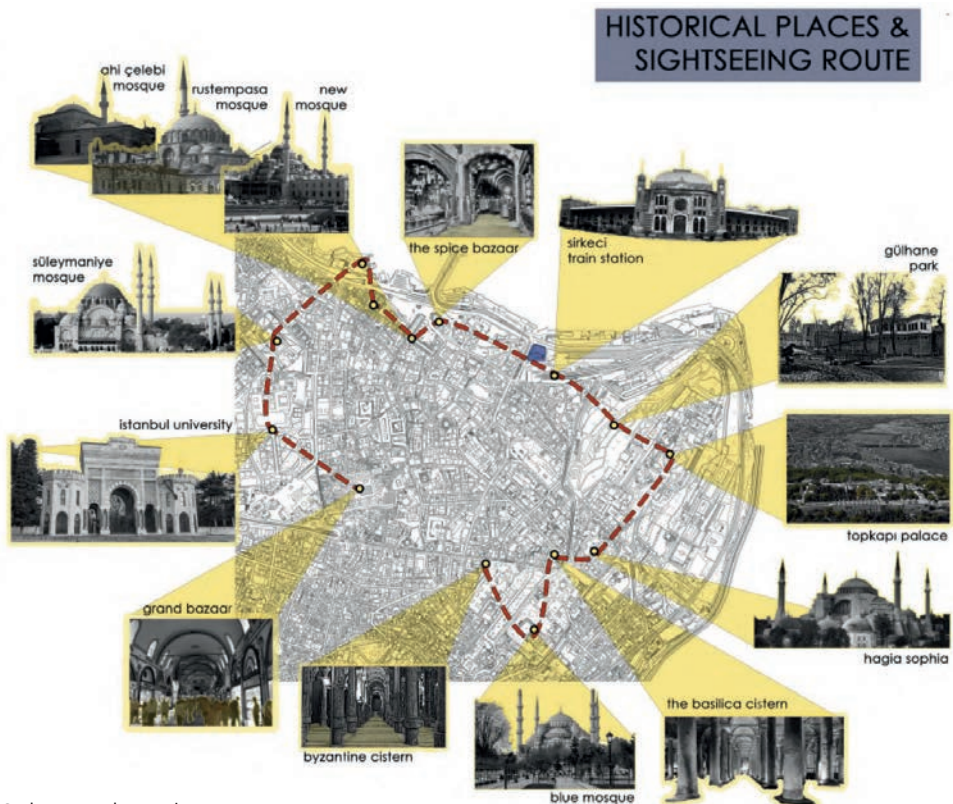 HISTORICAL PLACES &
SIGHTSEEING ROUTE
ahi çelebi
mosque
rustempasa
mosque
new
mosque
the spice bazaar
sirkeci
train station
gülhane
park
süleymaniye
mosque
istanbul university
topkapı palace
hagia sophia
grand bazaar
byzantine cistern
the basilica cistern
blue mosque